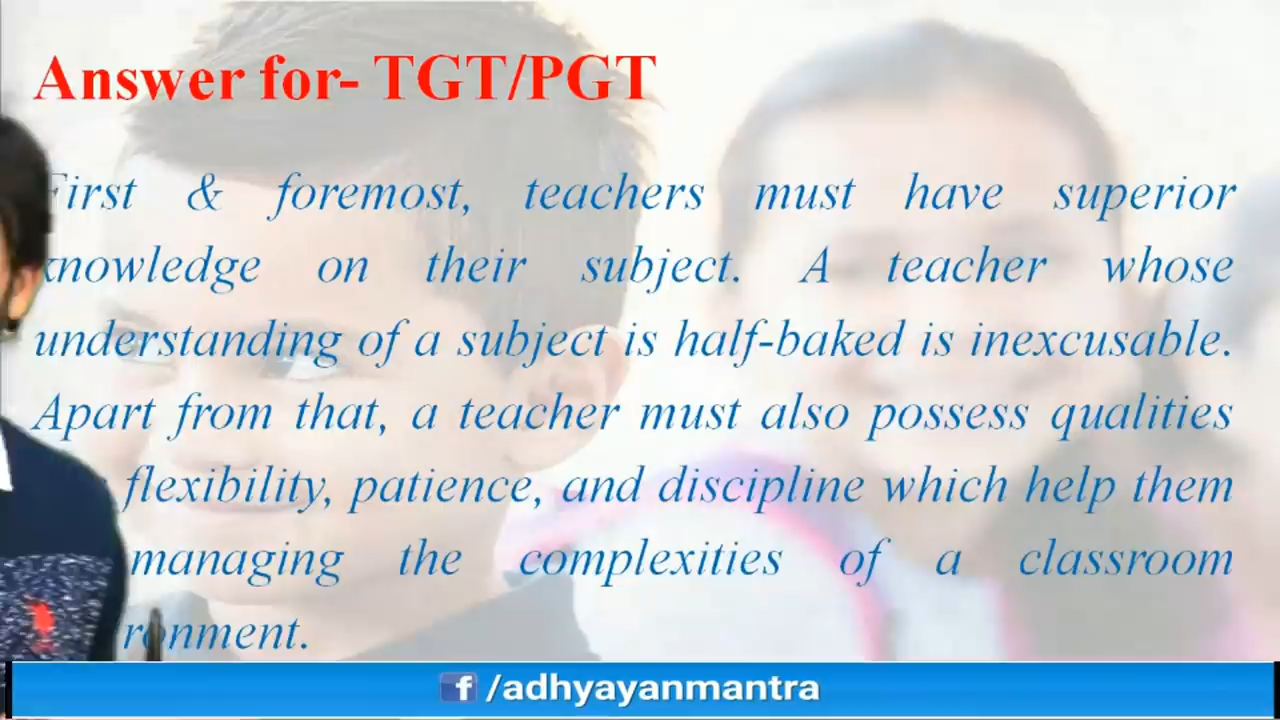 Answer for- TGT/PGT
First & foremost, teachers must have superior
knowledge on their subject. A teacher whose
understanding of a subject is half-baked is inexcusable.
Apart from that, a teacher must also possess qualities
flexibility, patience, and discipline which help them
managing the complexities of a classroom
ronment.
f /adhyayanmantra